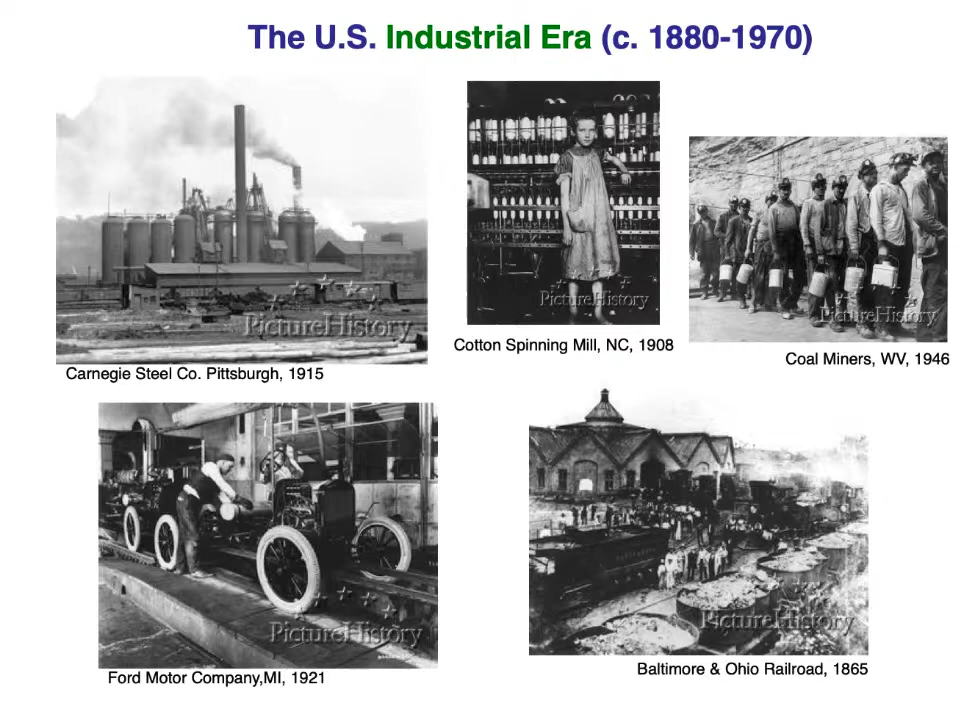 The U.S. Industrial Era (c. 1880-1970)
PictureHistory
Carnegie Steel Co. Pittsburgh, 1915
PictureHistory
Cotton Spinning Mill, NC, 1908
PictureHistory
Coal Miners, WV, 1946
PictureHistory
Ford Motor Company,MI, 1921
PictureHistory
Baltimore & Ohio Railroad, 1865